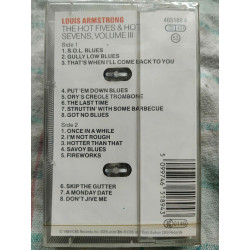 LOUIS ARMSTRONG
THE HOT FIVES & HOT
SEVENS, VOLUME III
Side 1
1. S.O.L. BLUES
2. GULLY LOW BLUES
3. THAT'S WHEN I'LL COME BACK TO YOU
4. PUT 'EM DOWN BLUES
5. ORY'S CREOLE TROMBONE
6. THE LAST TIME
7. STRUTTIN' WITH SOME BARBECUE
8. GOT NO BLUES
Side 2
1. ONCE IN A WHILE
2. I'M NOT ROUGH
3. HOTTER THAN THAT
4. SAVOY BLUES
5. FIREWORKS
6. SKIP THE GUTTER
7. A MONDAY DATE
8. DON'T JIVE ME
5 099746 318943